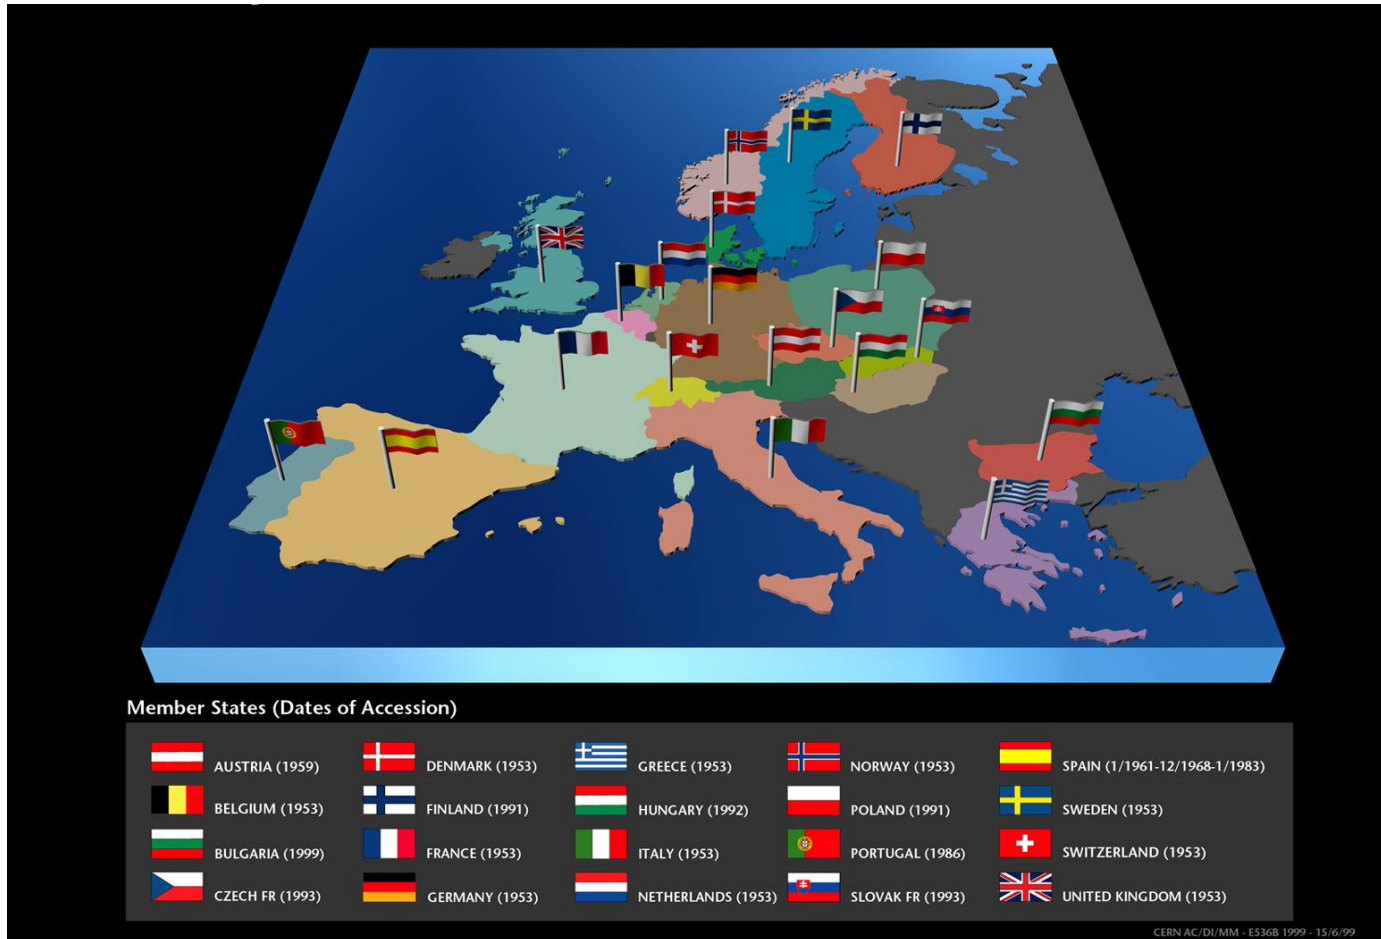 Member States (Dates of Accession)
AUSTRIA (1959)
DENMARK (1953)
GREECE (1953)
NORWAY (1953)
SPAIN (1/1961-12/1968-1/1983)
BELGIUM (1953)
FINLAND (1991)
HUNGARY (1992)
POLAND (1991)
SWEDEN (1953)
BULGARIA (1999)
FRANCE (1953)
ITALY (1953)
PORTUGAL (1986)
SWITZERLAND (1953)
CZECH FR (1993)
GERMANY (1953)
NETHERLANDS (1953)
SLOVAK FR (1993)
UNITED KINGDOM (1953)
CERN AC/DI/MM - E536B 1999 - 15/6/99